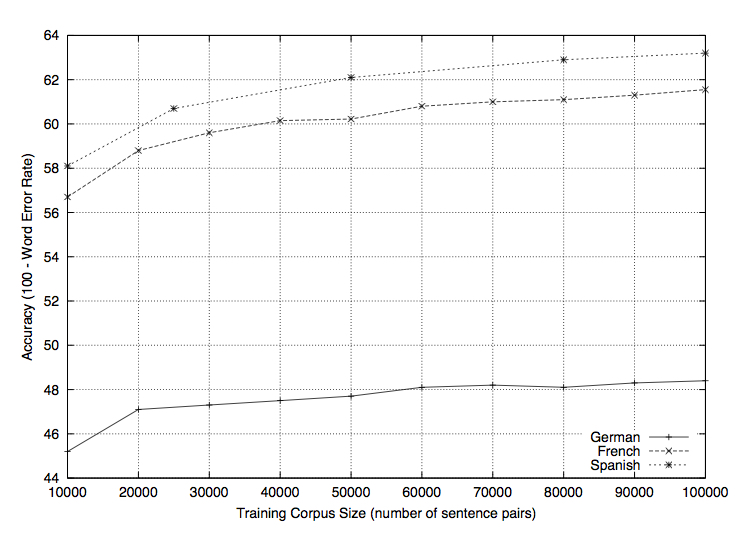 64
62
60
58
56
54
52
50
48
46
44
Accuracy (100 - Word Error Rate)
German
French
Spanish
10000 20000 30000 40000 50000 60000 70000 80000 90000 100000
Training Corpus Size (number of sentence pairs)